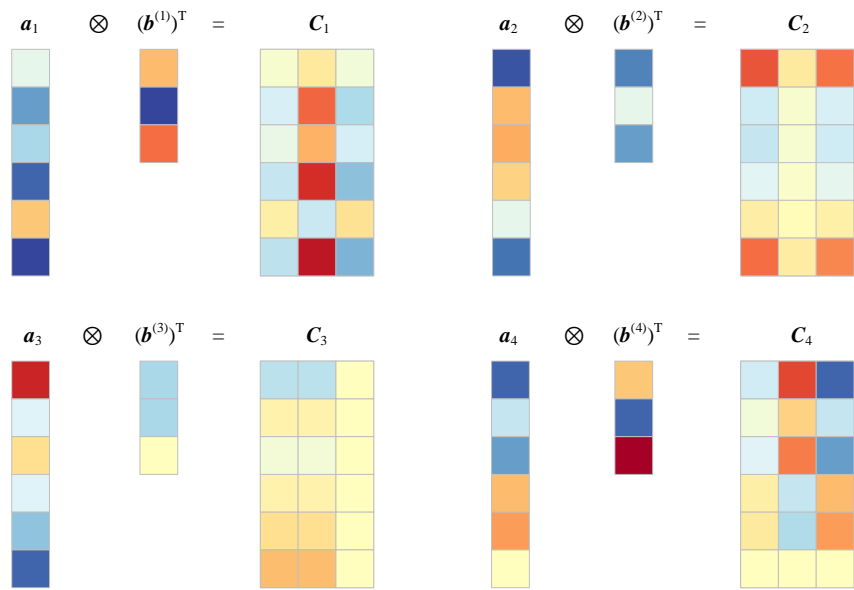 a₁ ⊗ (b⁽¹⁾)ᵀ = C₁
a₂ ⊗ (b⁽²⁾)ᵀ = C₂
a₃ ⊗ (b⁽³⁾)ᵀ = C₃
a₄ ⊗ (b⁽⁴⁾)ᵀ = C₄